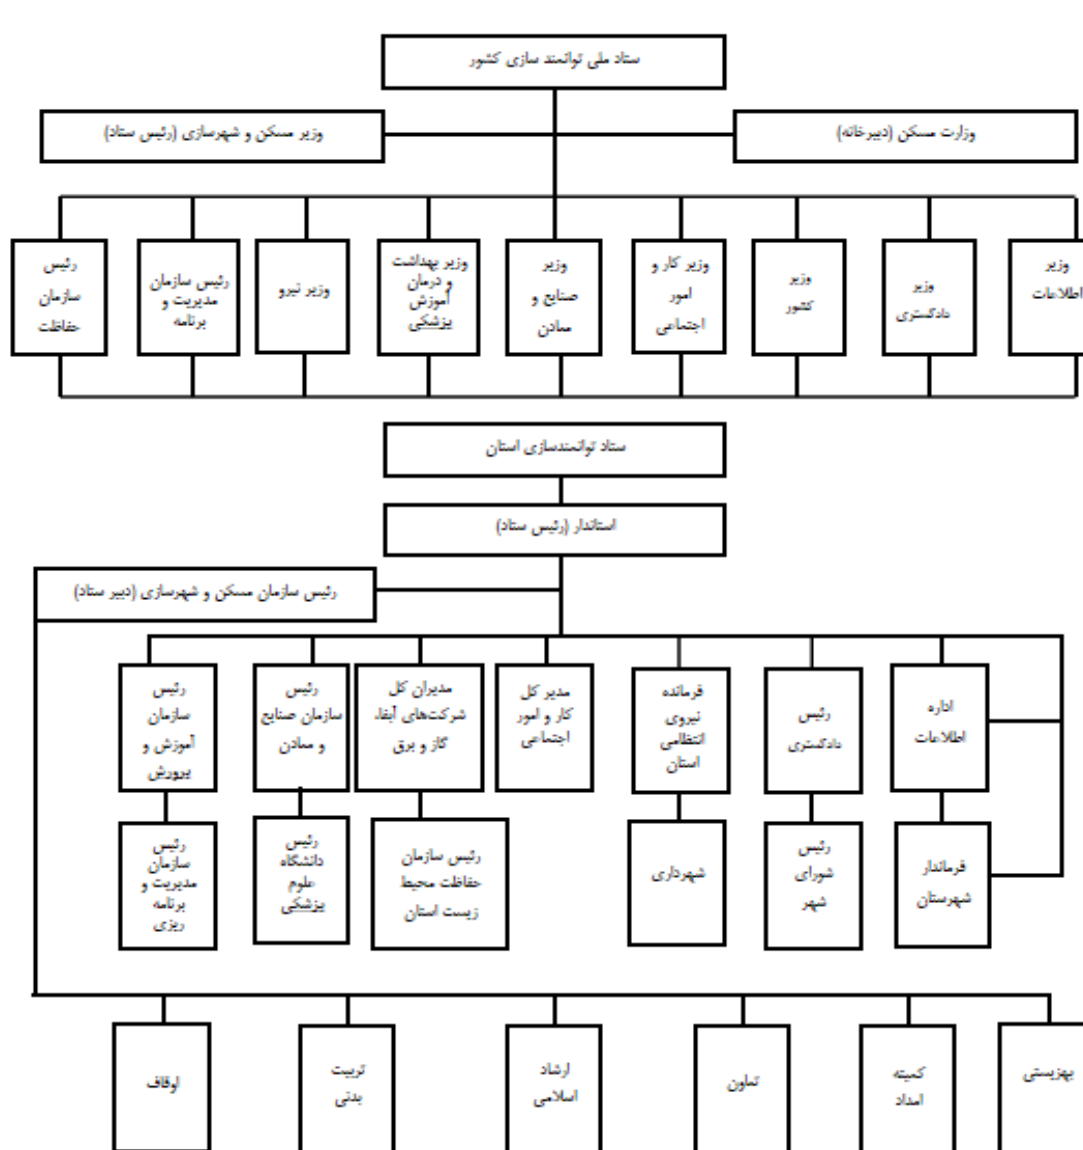 ستاد ملی توانمند سازی کشور
وزارت مسکن (دبیرخانه)
وزیر مسکن و شهرسازی (رئیس ستاد)
وزیر
اطلاعات
وزیر
دادگستری
وزیر
کشور
وزیر کار و
امور
اجتماعی
وزیر
صنایع و
معادن
وزیر بهداشت
و درمان
آموزش
پزشکی
وزیر نیرو
رئیس سازمان
مدیریت و
برنامه
رئیس
سازمان
حفاظت
ستاد توانمندسازی استان
استاندار (رئیس ستاد)
رئیس سازمان مسکن و شهرسازی (دبیر ستاد)
اداره
اطلاعات
رئیس
دادگستری
فرمانده
نیروی
انتظامی
استان
مدیر کل
کار و امور
اجتماعی
مدیران کل
شرکت‌های آبفا،
گاز و برق
رئیس
سازمان صنایع
و معادن
رئیس
سازمان
آموزش و
پرورش
فرماندار
شهرستان
رئیس
شورای
شهر
شهرداری
رئیس سازمان
حفاظت محیط
زیست استان
رئیس
دانشگاه
علوم
پزشکی
رئیس
سازمان
مدیریت و
برنامه
ریزی
بهزیستی
کمیته
امداد
تعاون
ارشاد
اسلامی
تربیت
بدنی
اوقاف